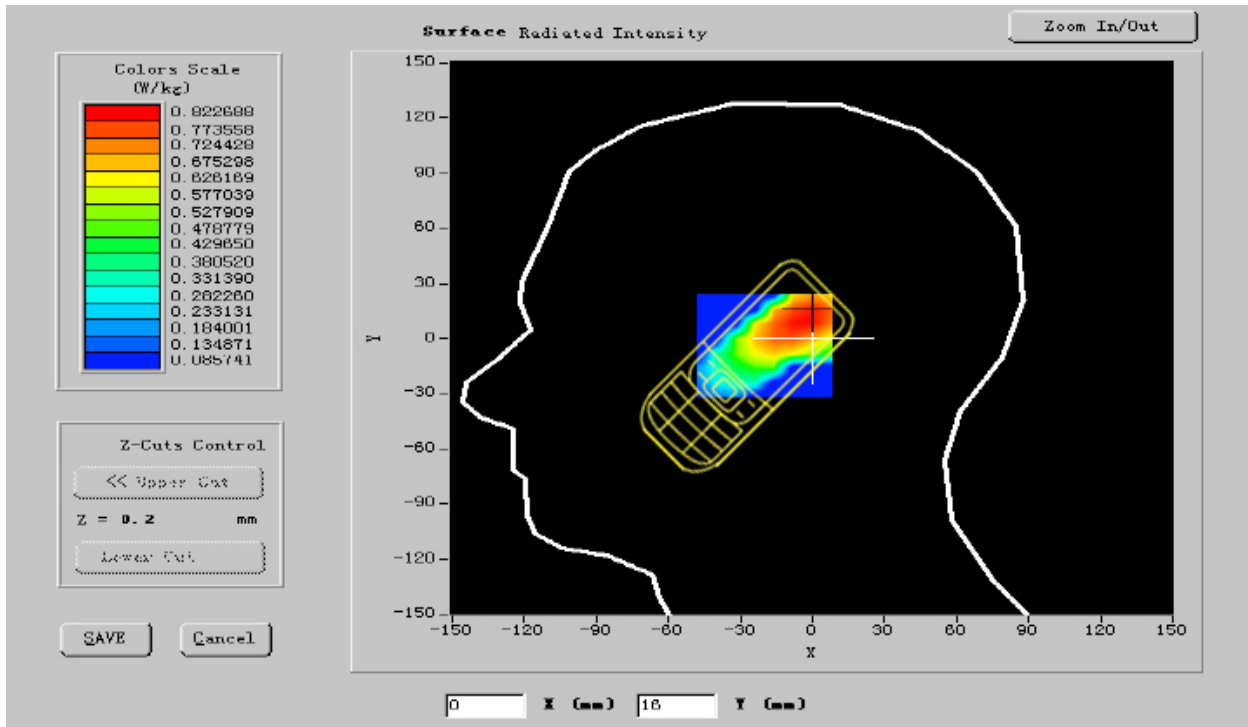 Surface Radiated Intensity
Zoom In/Out
Colors Scale
(W/kg)
0.822688
0.773558
0.724428
0.675298
0.626169
0.577039
0.527909
0.478779
0.429650
0.380520
0.331390
0.282260
0.233131
0.184001
0.134871
0.085741
Z-Cuts Control
<< Upper Cut
Z = 0.2 mm
Lower Cut
SAVE
Cancel
150
120
90
60
30
0
-30
-60
-90
-120
-150
Y
-150 -120 -90 -60 -30 0 30 60 90 120 150
X
0 X (mm) 16 Y (mm)